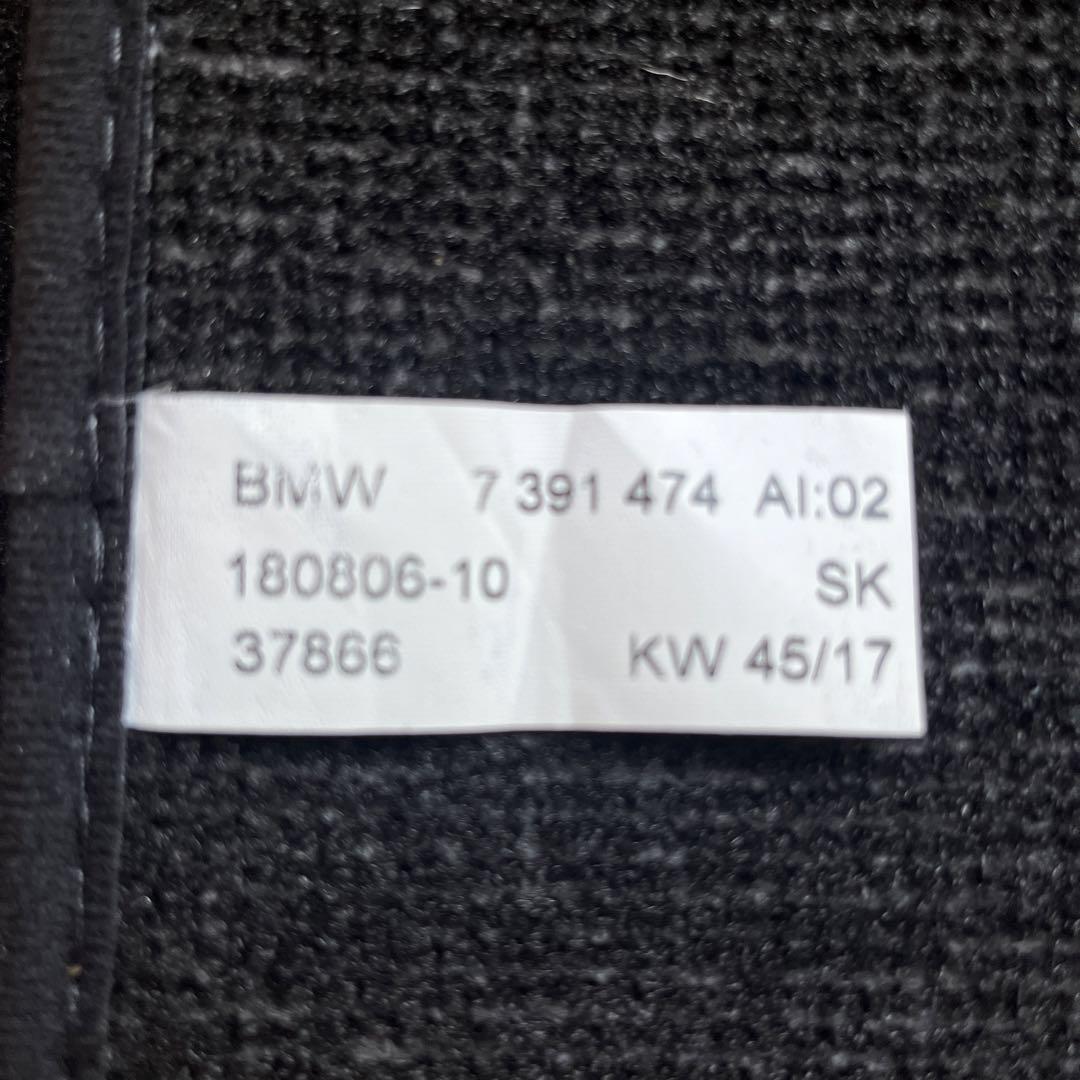 BMW 7 391 474 AI:02
180806-10 SK
37866 KW 45/17